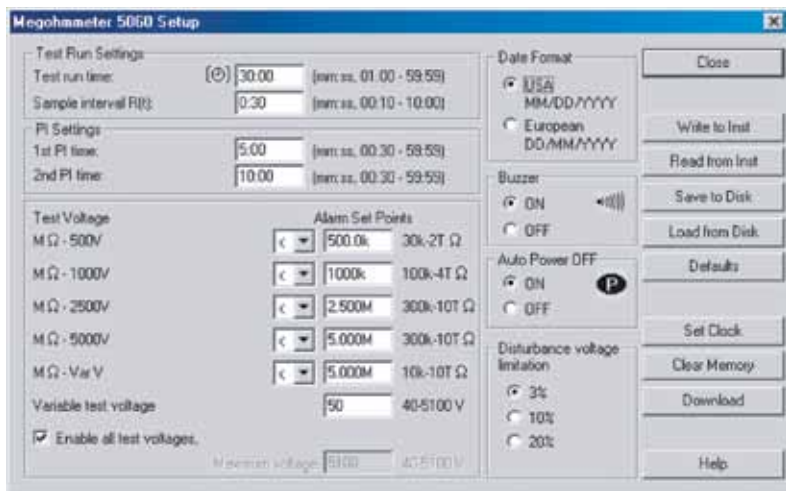 Megohmmeter 5060 Setup
Test Run Settings
Test run time: 30:00 (mm:ss, 01:00 - 59:59)
Sample interval R(t): 0:30 (mm:ss, 00:10 - 10:00)
PI Settings
1st PI time: 5:00 (mm:ss, 00:30 - 59:59)
2nd PI time: 10:00 (mm:ss, 00:30 - 59:59)
Test Voltage Alarm Set Points
MΩ - 500V < 500.0k 30k-2T Ω
MΩ - 1000V < 1000k 100k-4T Ω
MΩ - 2500V < 2.500M 300k-10T Ω
MΩ - 5000V < 5.000M 300k-10T Ω
MΩ - Var V < 5.000M 10k-10T Ω
Variable test voltage 50 40-5100 V
Enable all test voltages.
Maximum voltage 5100 40-5100 V
Date Format
USA
MM/DD/YYYY
European
DD/MM/YYYY
Buzzer
ON
OFF
Auto Power OFF
ON
P
OFF
Disturbance voltage
limitation
3%
10%
20%
Close
Write to Inst
Read from Inst
Save to Disk
Load from Disk
Defaults
Set Clock
Clear Memory
Download
Help